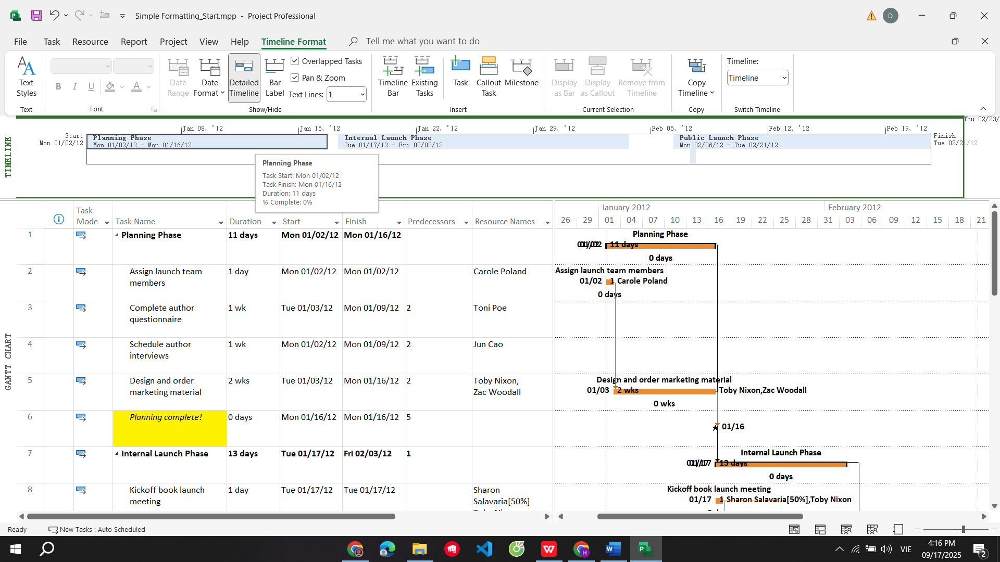 Simple Formatting_Start.mpp - Project Professional
D
File Task Resource Report Project View Help Timeline Format Tell me what you want to do
Text Styles
Text
B I U A
Font
Date Range
Date Format
Detailed Timeline
Bar Label
Overlapped Tasks
Pan & Zoom
Text Lines: 1
Show/Hide
Timeline Bar
Existing Tasks
Task
Callout Task
Milestone
Insert
Display as Bar
Display as Callout
Remove from Timeline
Current Selection
Copy Timeline
Copy
Timeline:
Timeline
Switch Timeline
TIMELINE
Thu 02/23/
Jan 08, '12 Jan 15, '12 Jan 22, '12 Jan 29, '12 Feb 05, '12 Feb 12, '12 Feb 19, '12
Start
Mon 01/02/12
Planning Phase
Mon 01/02/12 - Mon 01/16/12
Internal Launch Phase
Tue 01/17/12 - Fri 02/03/12
Public Launch Phase
Mon 02/06/12 - Tue 02/21/12
Finish
Tue 02/21/12
Planning Phase
Task Start: Mon 01/02/12
Task Finish: Mon 01/16/12
Duration: 11 days
% Complete: 0%
GANTT CHART
Task Mode Task Name Duration Start Finish Predecessors Resource Names
1 Planning Phase 11 days Mon 01/02/12 Mon 01/16/12
2 Assign launch team members 1 day Mon 01/02/12 Mon 01/02/12 Carole Poland
3 Complete author questionnaire 1 wk Tue 01/03/12 Mon 01/09/12 2 Toni Poe
4 Schedule author interviews 1 wk Mon 01/02/12 Mon 01/09/12 2 Jun Cao
5 Design and order marketing material 2 wks Tue 01/03/12 Mon 01/16/12 2 Toby Nixon, Zac Woodall
6 Planning complete! 0 days Mon 01/16/12 Mon 01/16/12 5
7 Internal Launch Phase 13 days Tue 01/17/12 Fri 02/03/12 1
8 Kickoff book launch meeting 1 day Tue 01/17/12 Tue 01/17/12 Sharon Salavaria[50%]
January 2012 February 2012
26 29 01 04 07 10 13 16 19 22 25 28 31 03 06 09 12 15 18 21
Planning Phase
01/02 11 days
0 days
Assign launch team members
01/02 1 Carole Poland
0 days
Design and order marketing material
01/03 2 wks Toby Nixon,Zac Woodall
0 wks
01/16
Internal Launch Phase
01/17 13 days
0 days
Kickoff book launch meeting
01/17 1 Sharon Salavaria[50%],Toby Nixon
Ready New Tasks : Auto Scheduled
VIE
4:16 PM
09/17/2025
2